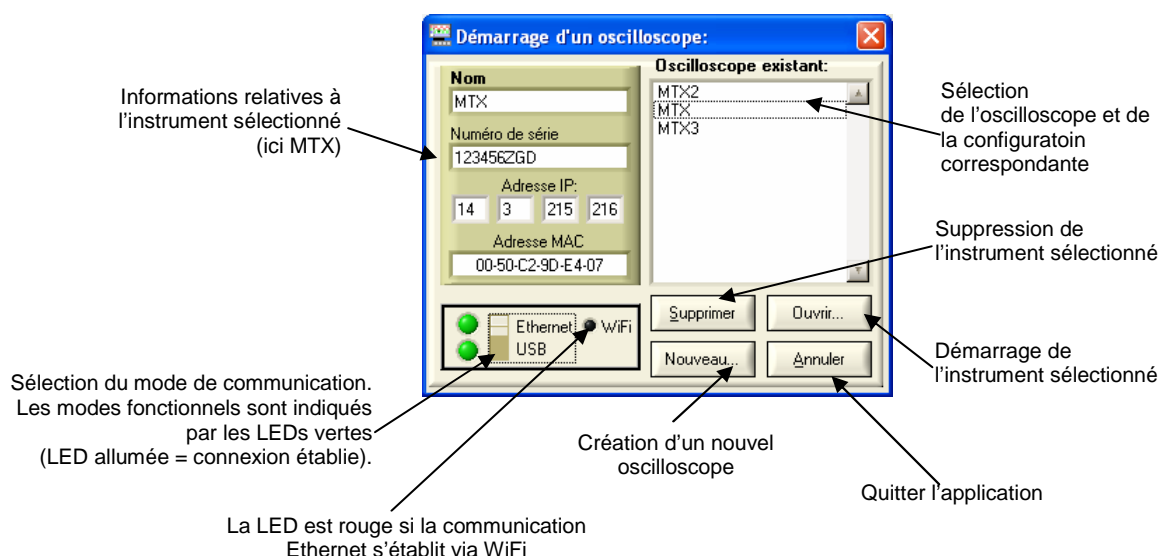 Démarrage d'un oscilloscope:
Nom
MTX
Numéro de série
123456ZGD
Adresse IP:
14 3 215 216
Adresse MAC
00-50-C2-9D-E4-07
Oscilloscope existant:
MTX2
MTX
MTX3
Ethernet
USB
WiFi
Supprimer
Ouvrir...
Nouveau...
Annuler
Informations relatives à
l'instrument sélectionné
(ici MTX)
Sélection
de l'oscilloscope et de
la configuratoin
correspondante
Suppression de
l'instrument sélectionné
Démarrage de
l'instrument sélectionné
Sélection du mode de communication.
Les modes fonctionnels sont indiqués
par les LEDs vertes
(LED allumée = connexion établie).
Création d'un nouvel
oscilloscope
Quitter l'application
La LED est rouge si la communication
Ethernet s'établit via WiFi